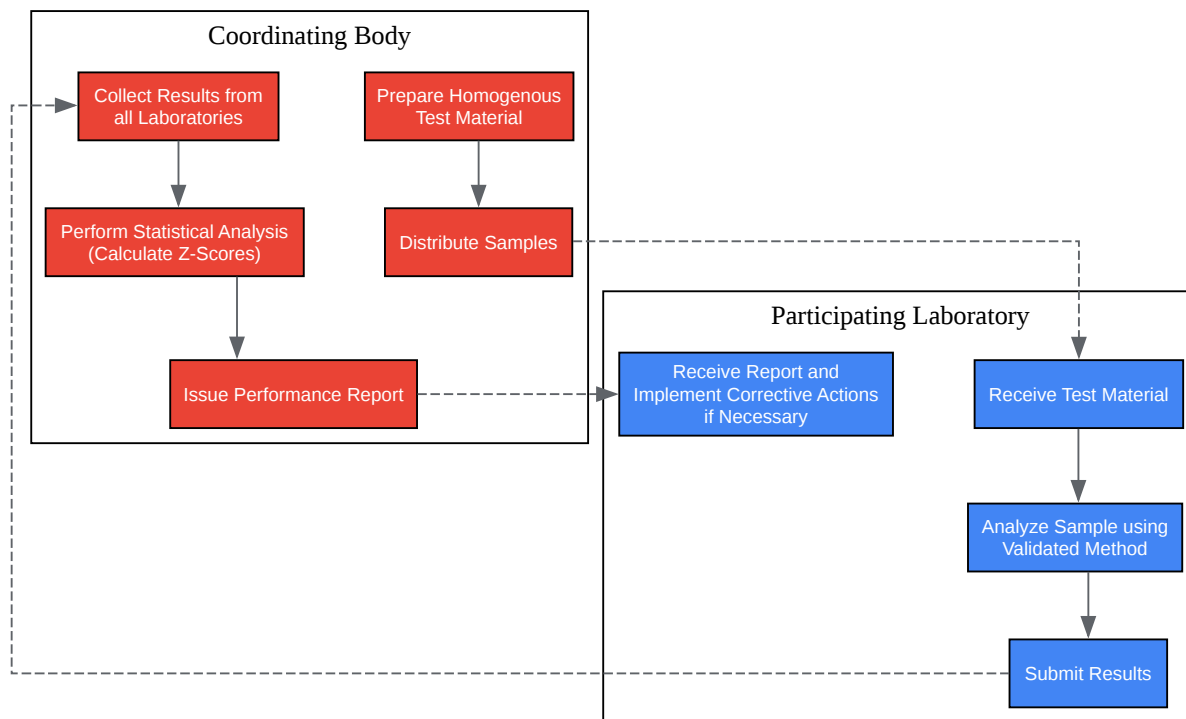 Coordinating Body
Collect Results from
all Laboratories
Prepare Homogenous
Test Material
Perform Statistical Analysis
(Calculate Z-Scores)
Distribute Samples
Issue Performance Report
Participating Laboratory
Receive Report and
Implement Corrective Actions
if Necessary
Receive Test Material
Analyze Sample using
Validated Method
Submit Results